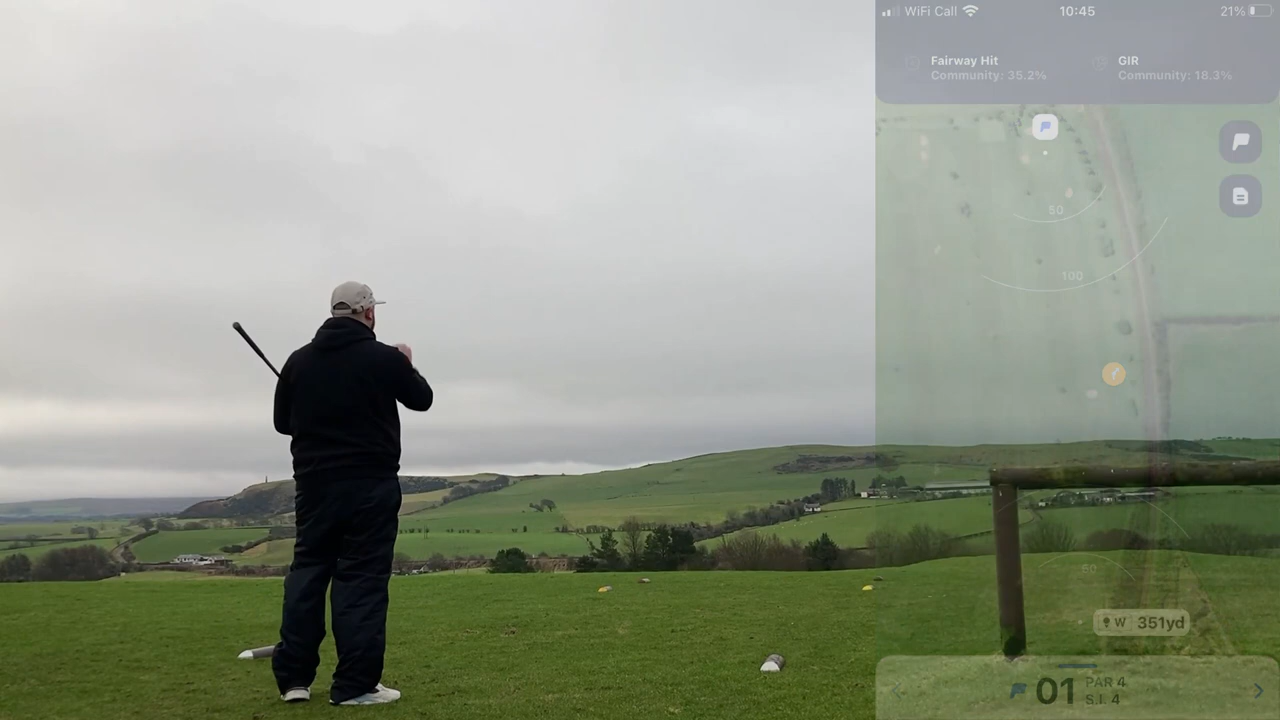 WiFi Call 10:45 21%
Fairway Hit
Community: 35.2%
GIR
Community: 18.3%
50
100
50
W 351yd
01
PAR 4
S.I. 4